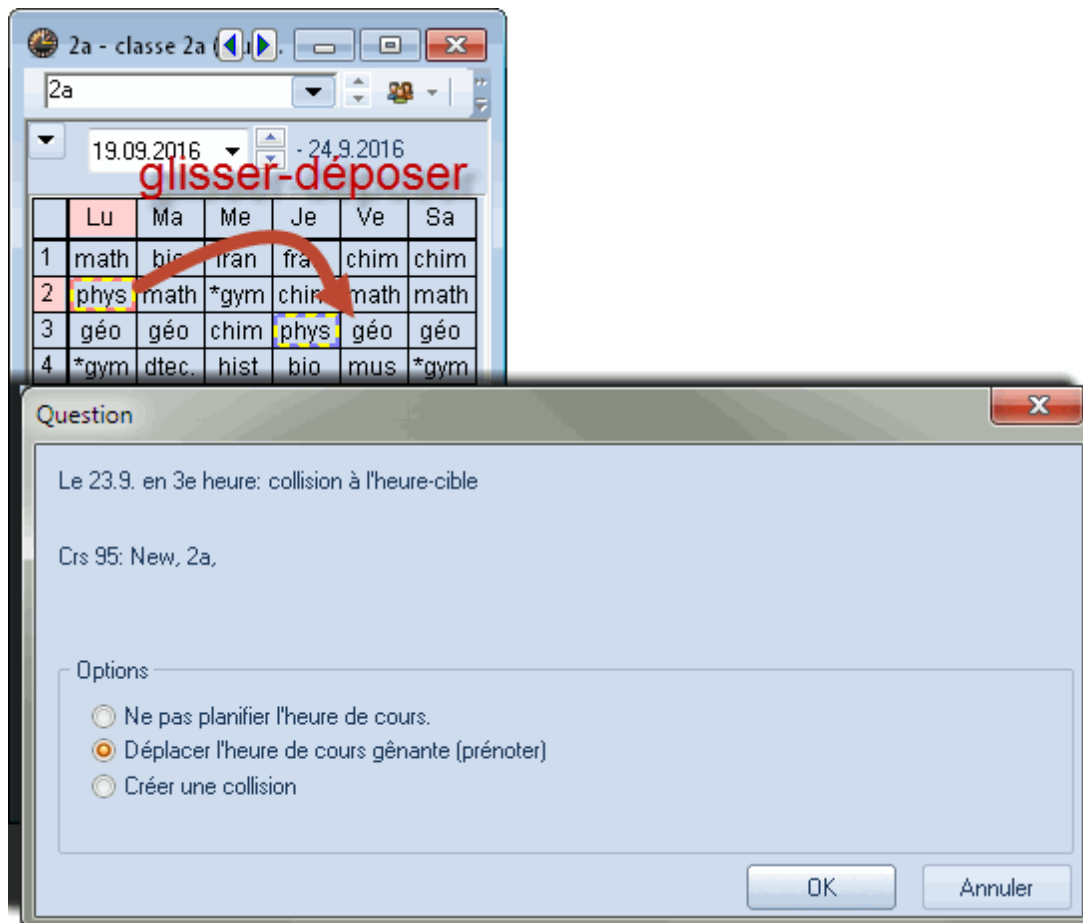 2a - classe 2a (
2a
19.09.2016 - 24.9.2016
glisser-déposer
Lu Ma Me Je Ve Sa
1 math chim chim
2 phys math *gym math math
3 géo géo chim phys géo géo
4 *gym dtec. hist bio mus *gym
Question
Le 23.9. en 3e heure: collision à l'heure-cible
Crs 95: New, 2a,
Options
Ne pas planifier l'heure de cours.
Déplacer l'heure de cours gênante (prénoter)
Créer une collision
OK Annuler